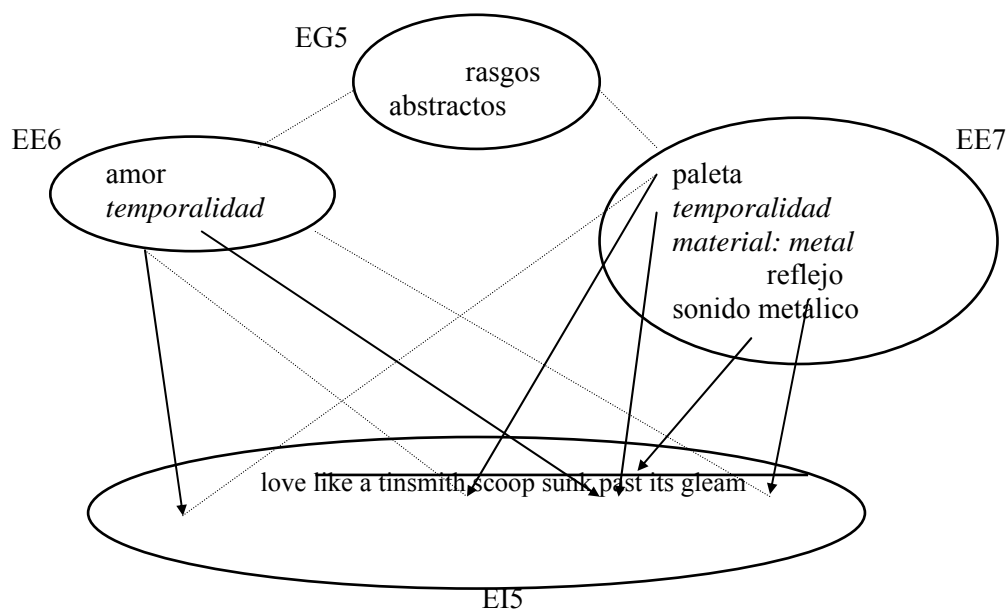 EG5
rasgos
abstractos
EE6
EE7
amor
temporalidad
paleta
temporalidad
material: metal
reflejo
sonido metálico
love like a tinsmith scoop sunk past its gleam
EI5